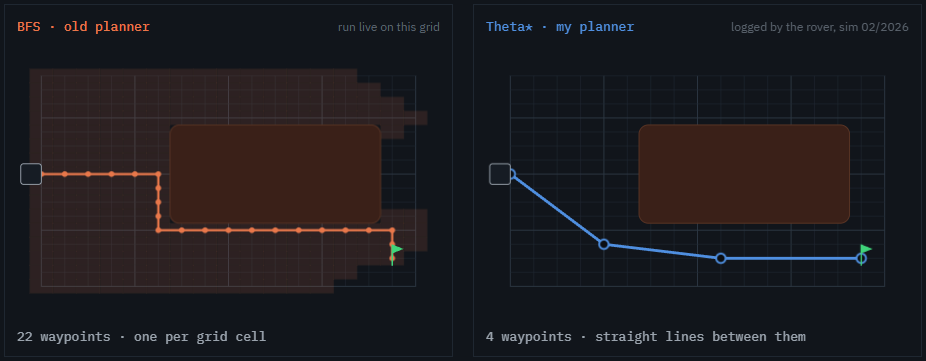 BFS · old planner
run live on this grid
22 waypoints · one per grid cell
Theta★ · my planner
logged by the rover, sim 02/2026
4 waypoints · straight lines between them